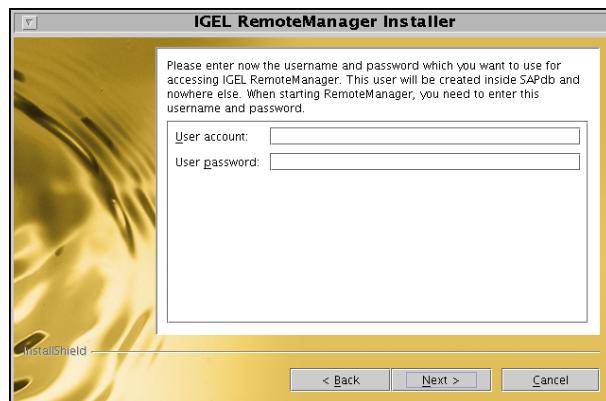 IGEL RemoteManager Installer
Please enter now the username and password which you want to use for
accessing IGEL RemoteManager. This user will be created inside SAPdb and
nowhere else. When starting RemoteManager, you need to enter this
username and password.
User account:
User password:
InstallShield
< Back
Next >
Cancel